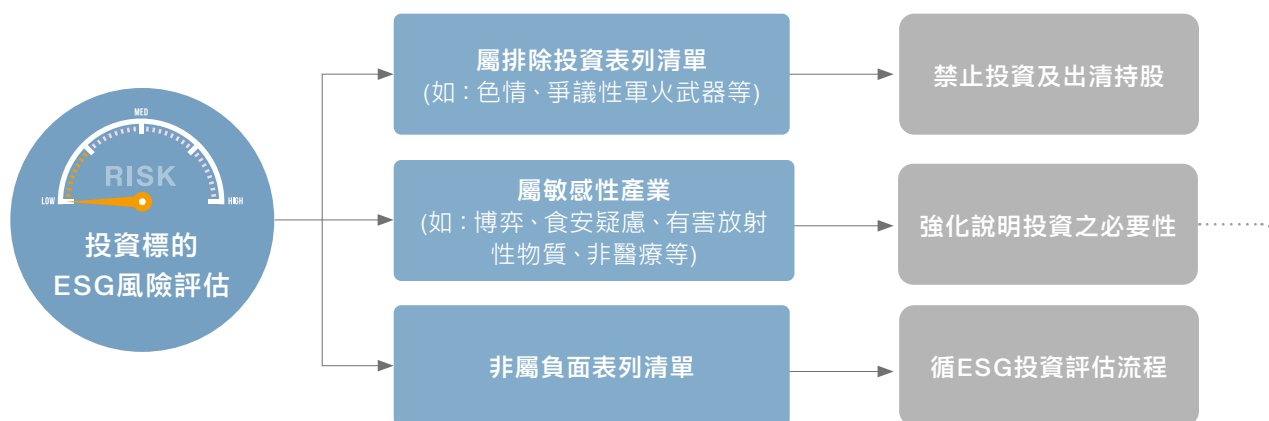 MED
RISK
LOW
HIGH
投資標的
ESG風險評估
屬排除投資表列清單
(如：色情、爭議性軍火武器等)
禁止投資及出清持股
屬敏感性產業
(如：博弈、食安疑慮、有害放射
性物質、非醫療等)
強化說明投資之必要性
非屬負面表列清單
循ESG投資評估流程